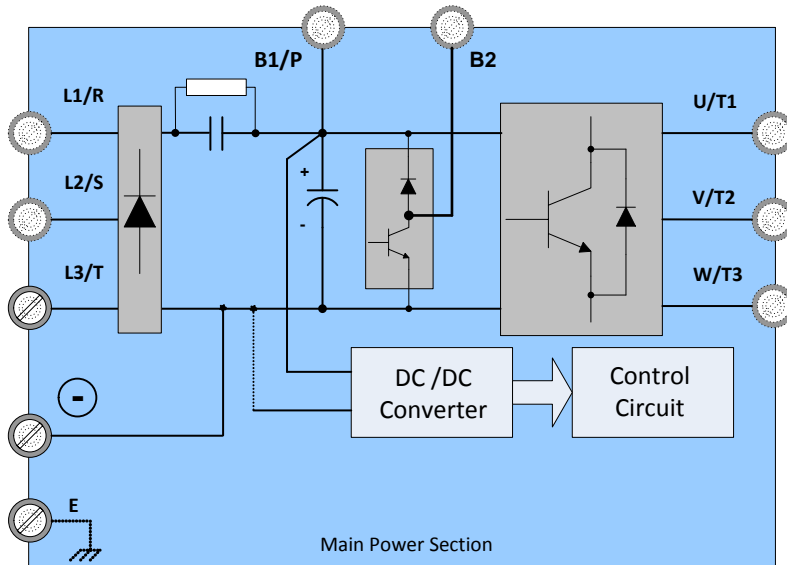 B1/P
B2
L1/R
U/T1
L2/S
+
-
V/T2
L3/T
W/T3
-
DC /DC
Converter
Control
Circuit
E
Main Power Section